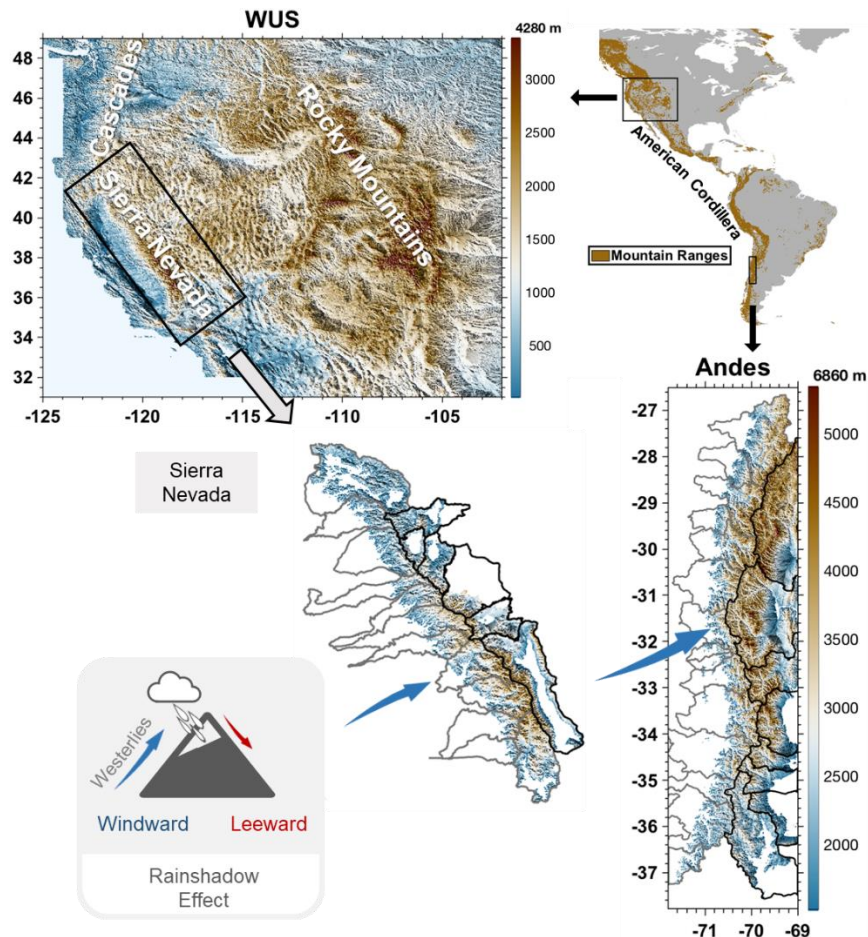 WUS
4280 m
49
48
46
44
42
40
38
36
34
32
31
3000
2500
2000
1500
1000
500
-125
-120
-115
-110
-105
Cascades
Sierra Nevada
Rocky Mountains
American Cordillera
Mountain Ranges
Andes
6860 m
-27
-28
-29
-30
-31
-32
-33
-34
-35
-36
-37
5000
4500
4000
3500
3000
2500
2000
-71
-70
-69
Sierra
Nevada
Westerlies
Windward
Leeward
Rainshadow
Effect